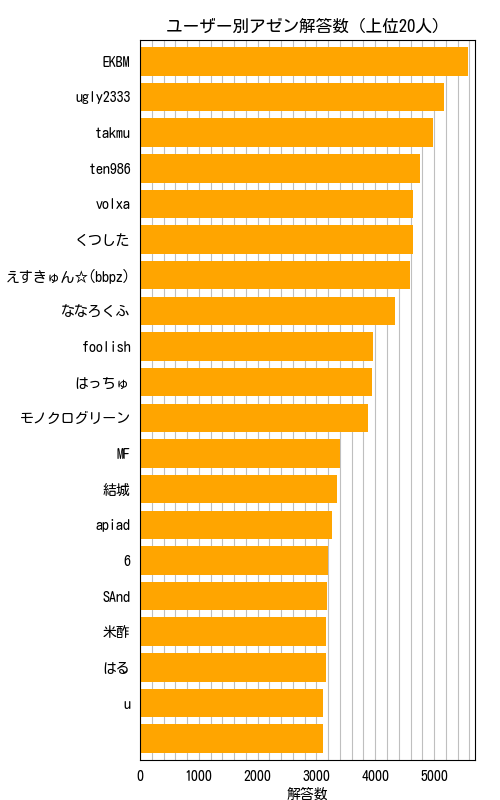 ユーザー別アゼン解答数 (上位20人)
EKBM
ugly2333
takmu
ten986
volxa
くつした
えすきゅん☆(bbpz)
ななろくふ
foolish
はっちゅ
モノクログリーン
MF
結城
apiad
6
SAnd
米酢
はる
u
0 1000 2000 3000 4000 5000
解答数